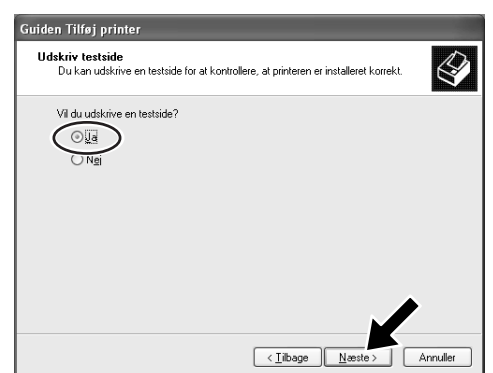 Guiden Tilføj printer
Udskriv testside
Du kan udskrive en testside for at kontrollere, at printeren er installeret korrekt.
Vil du udskrive en testside?
Ja
Nej
< Tilbage
Næste >
Annuller